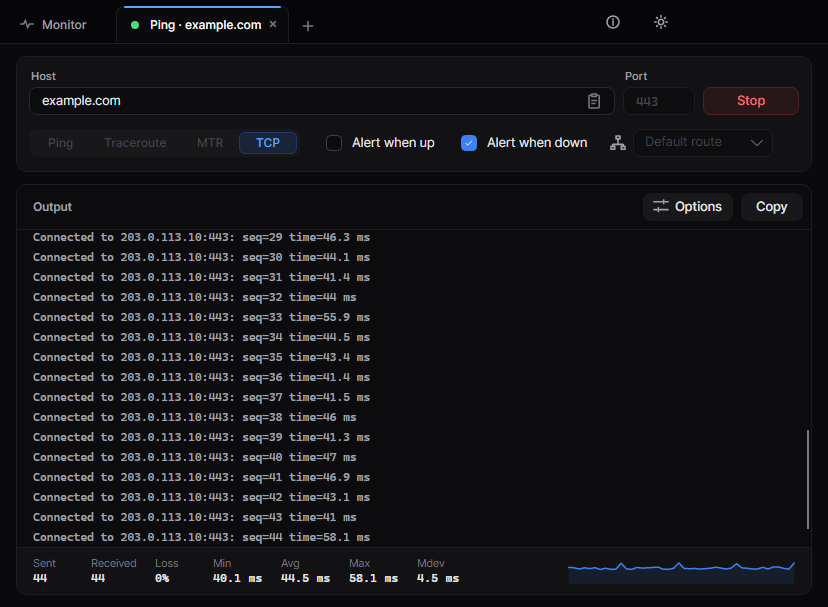 Monitor
Ping · example.com
Host
Port
example.com
443
Stop
Ping
Traceroute
MTR
TCP
Alert when up
Alert when down
Default route
Output
Options
Copy
Connected to 203.0.113.10:443: seq=29 time=46.3 ms
Connected to 203.0.113.10:443: seq=30 time=44.1 ms
Connected to 203.0.113.10:443: seq=31 time=41.4 ms
Connected to 203.0.113.10:443: seq=32 time=44 ms
Connected to 203.0.113.10:443: seq=33 time=55.9 ms
Connected to 203.0.113.10:443: seq=34 time=44.5 ms
Connected to 203.0.113.10:443: seq=35 time=43.4 ms
Connected to 203.0.113.10:443: seq=36 time=41.4 ms
Connected to 203.0.113.10:443: seq=37 time=41.5 ms
Connected to 203.0.113.10:443: seq=38 time=46 ms
Connected to 203.0.113.10:443: seq=39 time=41.3 ms
Connected to 203.0.113.10:443: seq=40 time=47 ms
Connected to 203.0.113.10:443: seq=41 time=46.9 ms
Connected to 203.0.113.10:443: seq=42 time=43.1 ms
Connected to 203.0.113.10:443: seq=43 time=41 ms
Connected to 203.0.113.10:443: seq=44 time=58.1 ms
Sent Received Loss Min Avg Max Mdev
44 44 0% 40.1 ms 44.5 ms 58.1 ms 4.5 ms